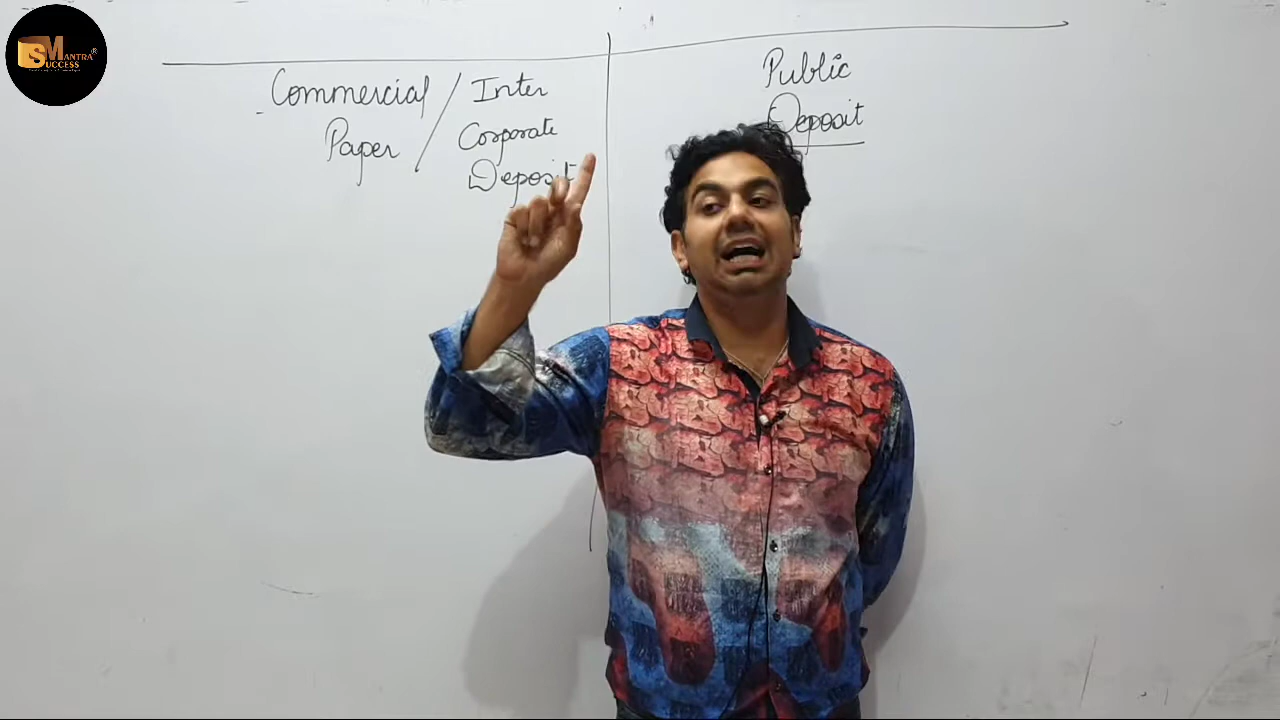 MANTRA
SUCCESS
Commercial / Inter
Paper Corporate
Deposit
Public
Deposit